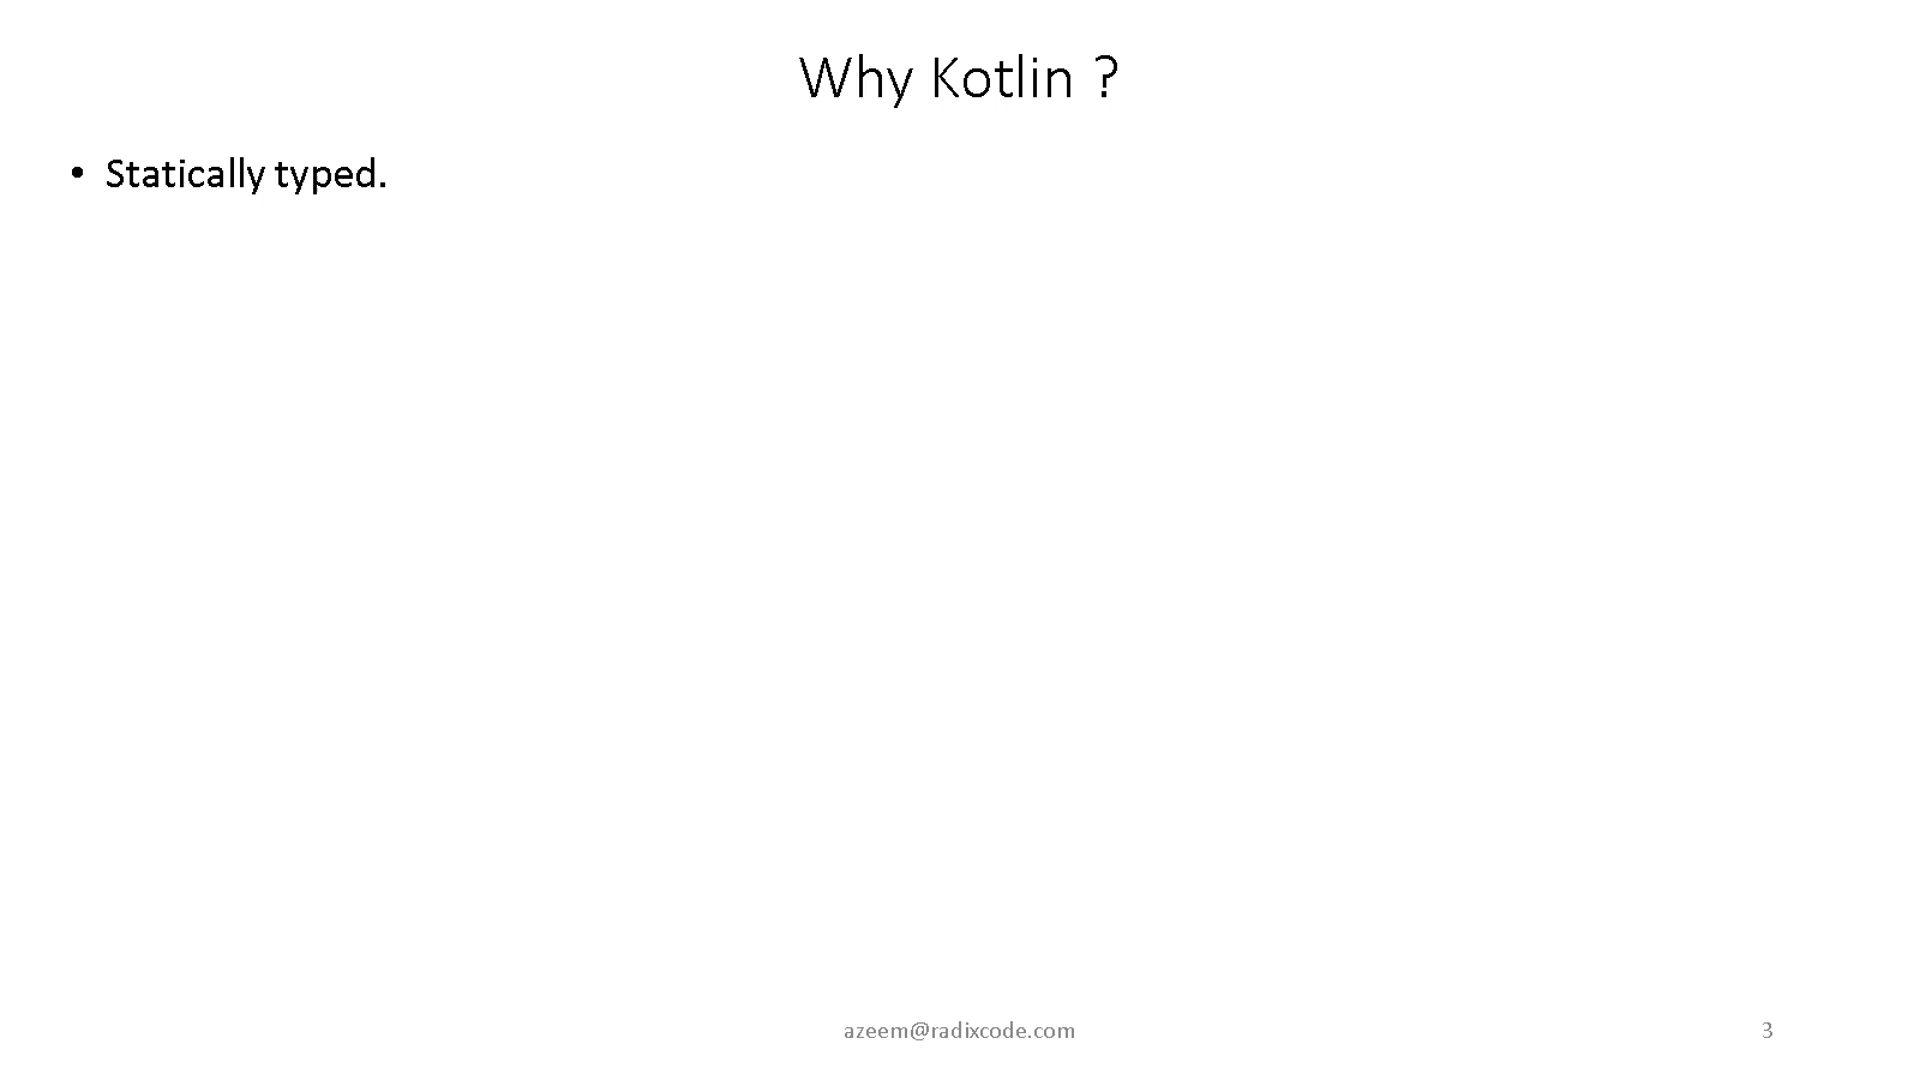 Why Kotlin ?
• Statically typed.
azeem@radixcode.com
3